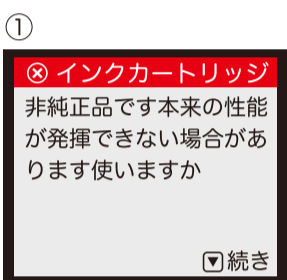 ①
⊗ インクカートリッジ
非純正品です本来の性能
が発揮できない場合があ
ります使いますか
▼続き